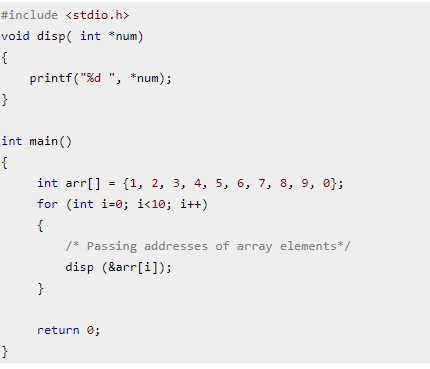 #include <stdio.h>
void disp( int *num)
{
    printf("%d ", *num);
}

int main()
{
     int arr[] = {1, 2, 3, 4, 5, 6, 7, 8, 9, 0};
     for (int i=0; i<10; i++)
     {
         /* Passing addresses of array elements*/
         disp (&arr[i]);
     }

     return 0;
}